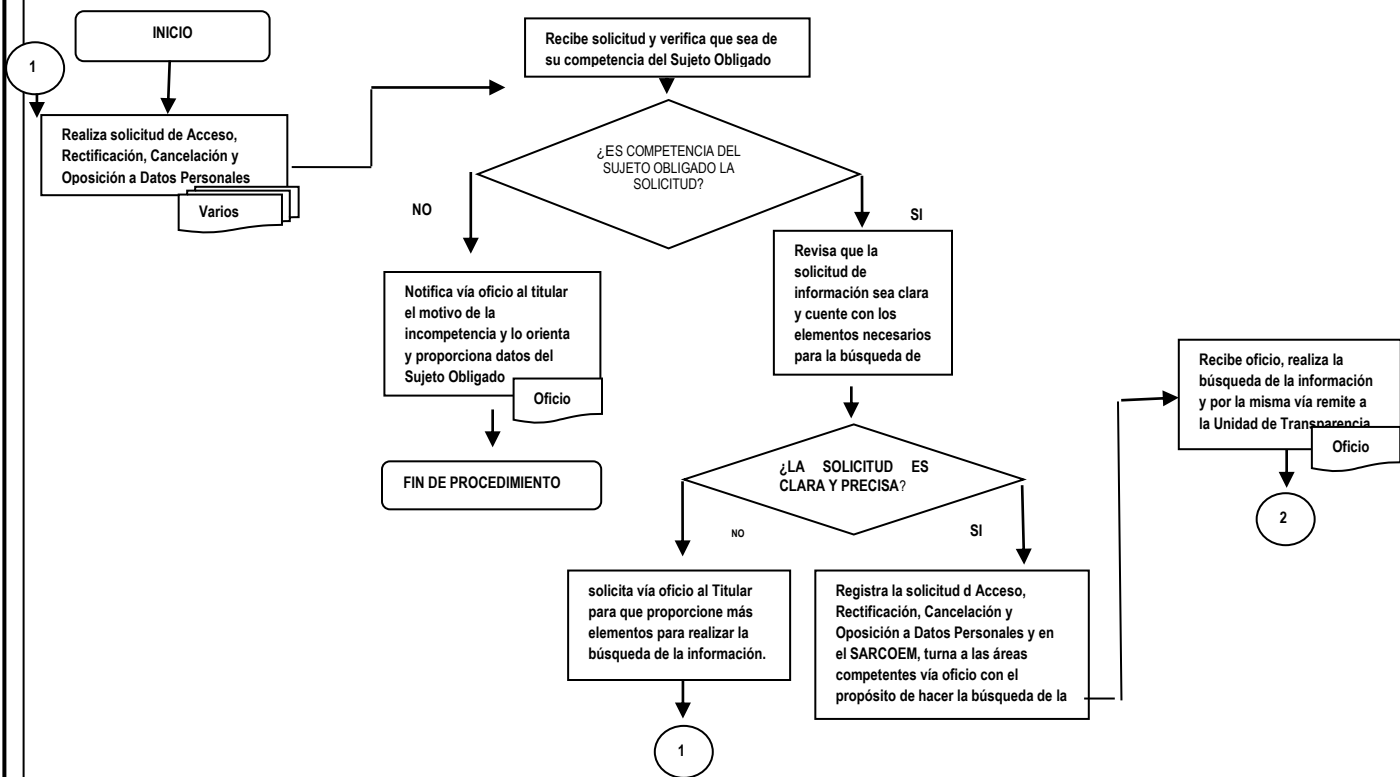 INICIO
1
Realiza solicitud de Acceso,
Rectificación, Cancelación y
Oposición a Datos Personales
Varios
Recibe solicitud y verifica que sea de
su competencia del Sujeto Obligado
¿ES COMPETENCIA DEL
SUJETO OBLIGADO LA
SOLICITUD?
NO
SI
Notifica vía oficio al titular
el motivo de la
incompetencia y lo orienta
y proporciona datos del
Sujeto Obligado
Oficio
FIN DE PROCEDIMIENTO
Revisa que la
solicitud de
información sea clara
y cuente con los
elementos necesarios
para la búsqueda de
¿LA SOLICITUD ES
CLARA Y PRECISA?
NO
SI
solicita vía oficio al Titular
para que proporcione más
elementos para realizar la
búsqueda de la información.
1
Registra la solicitud d Acceso,
Rectificación, Cancelación y
Oposición a Datos Personales y en
el SARCOEM, turna a las áreas
competentes vía oficio con el
propósito de hacer la búsqueda de la
Recibe oficio, realiza la
búsqueda de la información
y por la misma vía remite a
la Unidad de Transparencia
Oficio
2